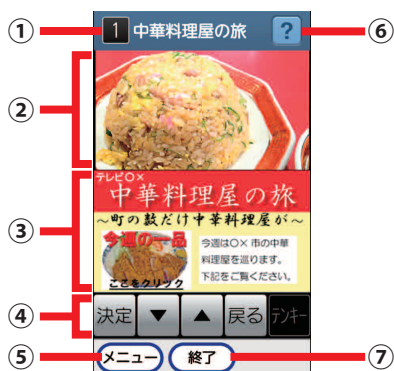 ① 1 中華料理屋の旅 ? ⑥
②
テレビ○×
中華料理屋の旅
③
～町の数だけ中華料理屋が～
今週の一品
ここをクリック
今週は○×市の中華
料理屋を巡ります。
下記をご覧ください。
④ 決定 ▼ ▲ 戻る テンキー
⑤ メニュー 終了 ⑦